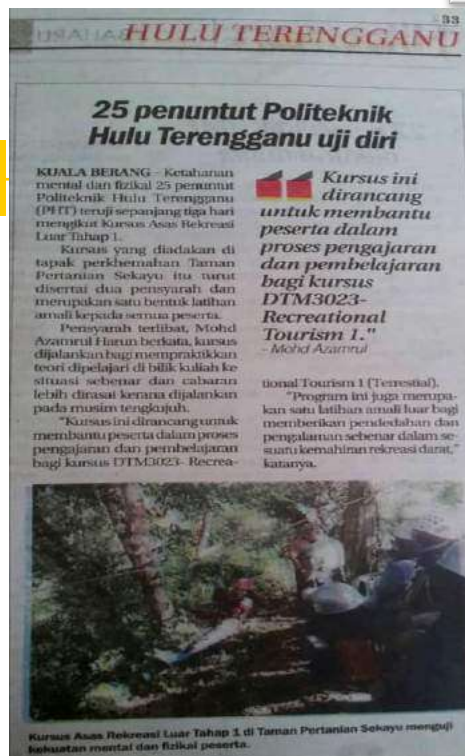 33
HULU TERENGGANU
25 penuntut Politeknik
Hulu Terengganu uji diri
KUALA BERANG - Ketahanan
mental dan fizikal 25 penuntut
Politeknik Hulu Terengganu
(PHT) teruji sepanjang tiga hari
mengikut Kursus Asas Rekreasi
Luar Tahap 1.
Kursus yang diadakan di
tapak perkhemahan Taman
Pertanian Sekayu itu turut
disertai dua pensyarah dan
merupakan satu bentuk latihan
amali kepada semua peserta.
Pensyarah terlibat, Mohd
Azamrul Harun berkata, kursus
dijalankan bagi mempraktikkan
teori dipelajari di bilik kuliah ke
situasi sebenar dan cabaran
lebih dirasai kerana dijalankan
pada musim tengkujuh.
"Kursus ini dirancang untuk
membantu peserta dalam proses
pengajaran dan pembelajaran
bagi kursus DTM3023- Recrea-
Kursus ini
dirancang
untuk membantu
peserta dalam
proses pengajaran
dan pembelajaran
bagi kursus
DTM3023-
Recreational
Tourism 1."
- Mohd Azamrul
tional Tourism 1 (Terrestial).
"Program ini juga merupa-
kan satu latihan amali luar bagi
memberikan pendedahan dan
pengalaman sebenar dalam se-
suatu kemahiran rekreasi darat,"
katanya.
Kursus Asas Rekreasi Luar Tahap 1 di Taman Pertanian Sekayu menguji
kekuatan mental dan fizikal peserta.